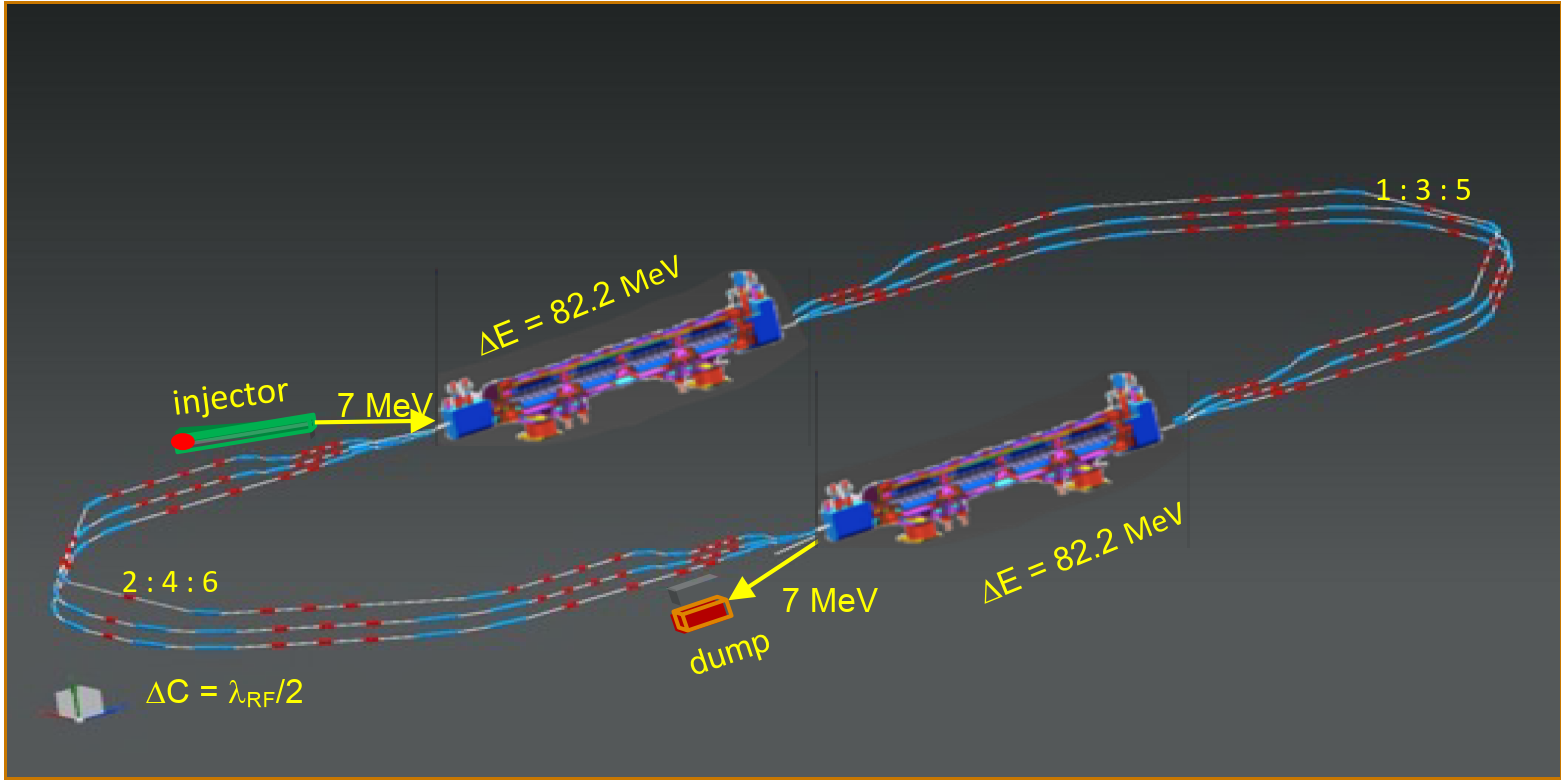 1 : 3 : 5
ΔE = 82.2 MeV
injector
7 MeV
2 : 4 : 6
ΔE = 82.2 MeV
7 MeV
dump
ΔC = λRF/2